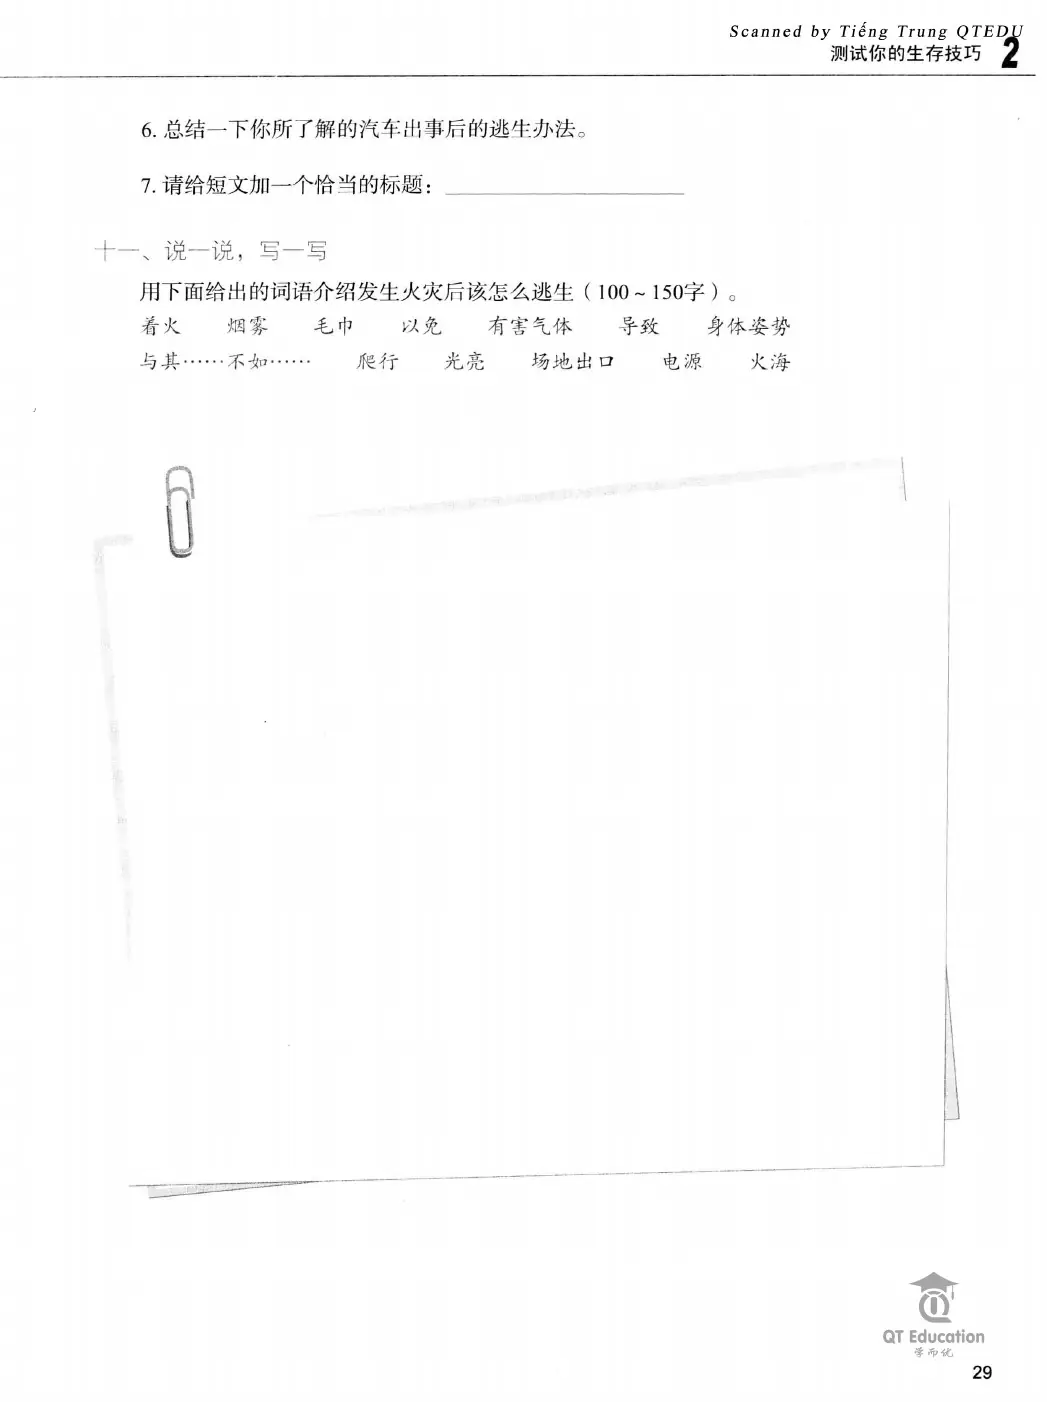 Scanned by Tiếng Trung QTEDU
测试你的生存技巧 2
6. 总结一下你所了解的汽车出事后的逃生办法。
7. 请给短文加一个恰当的标题：
十一、说一说，写一写
用下面给出的词语介绍发生火灾后该怎么逃生（100～150字）。
着火 烟雾 毛巾 以免 有害气体 导致 身体姿势
与其……不如…… 爬行 光亮 场地出口 电源 火海
QT Education
学而优
29